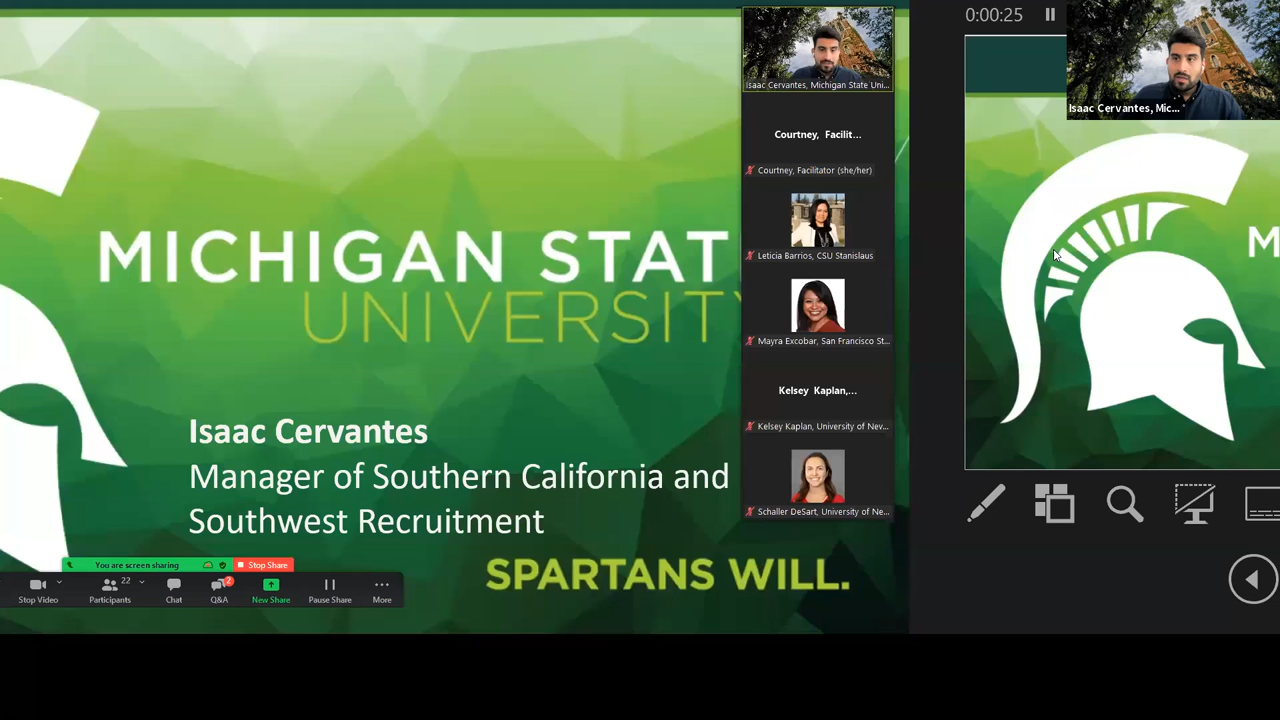 MICHIGAN STAT
UNIVERSITY
Isaac Cervantes
Manager of Southern California and
Southwest Recruitment
SPARTANS WILL.
You are screen sharing
Stop Share
Stop Video
22
Participants
Chat
2
Q&A
New Share
Pause Share
More
Isaac Cervantes, Michigan State Uni...
Courtney, Facilit...
Courtney, Facilitator (she/her)
Leticia Barrios, CSU Stanislaus
Mayra Excobar, San Francisco St...
Kelsey Kaplan,...
Kelsey Kaplan, University of Nev...
Schaller DeSart, University of Ne...
0:00:25
Isaac Cervantes, Mic...
M